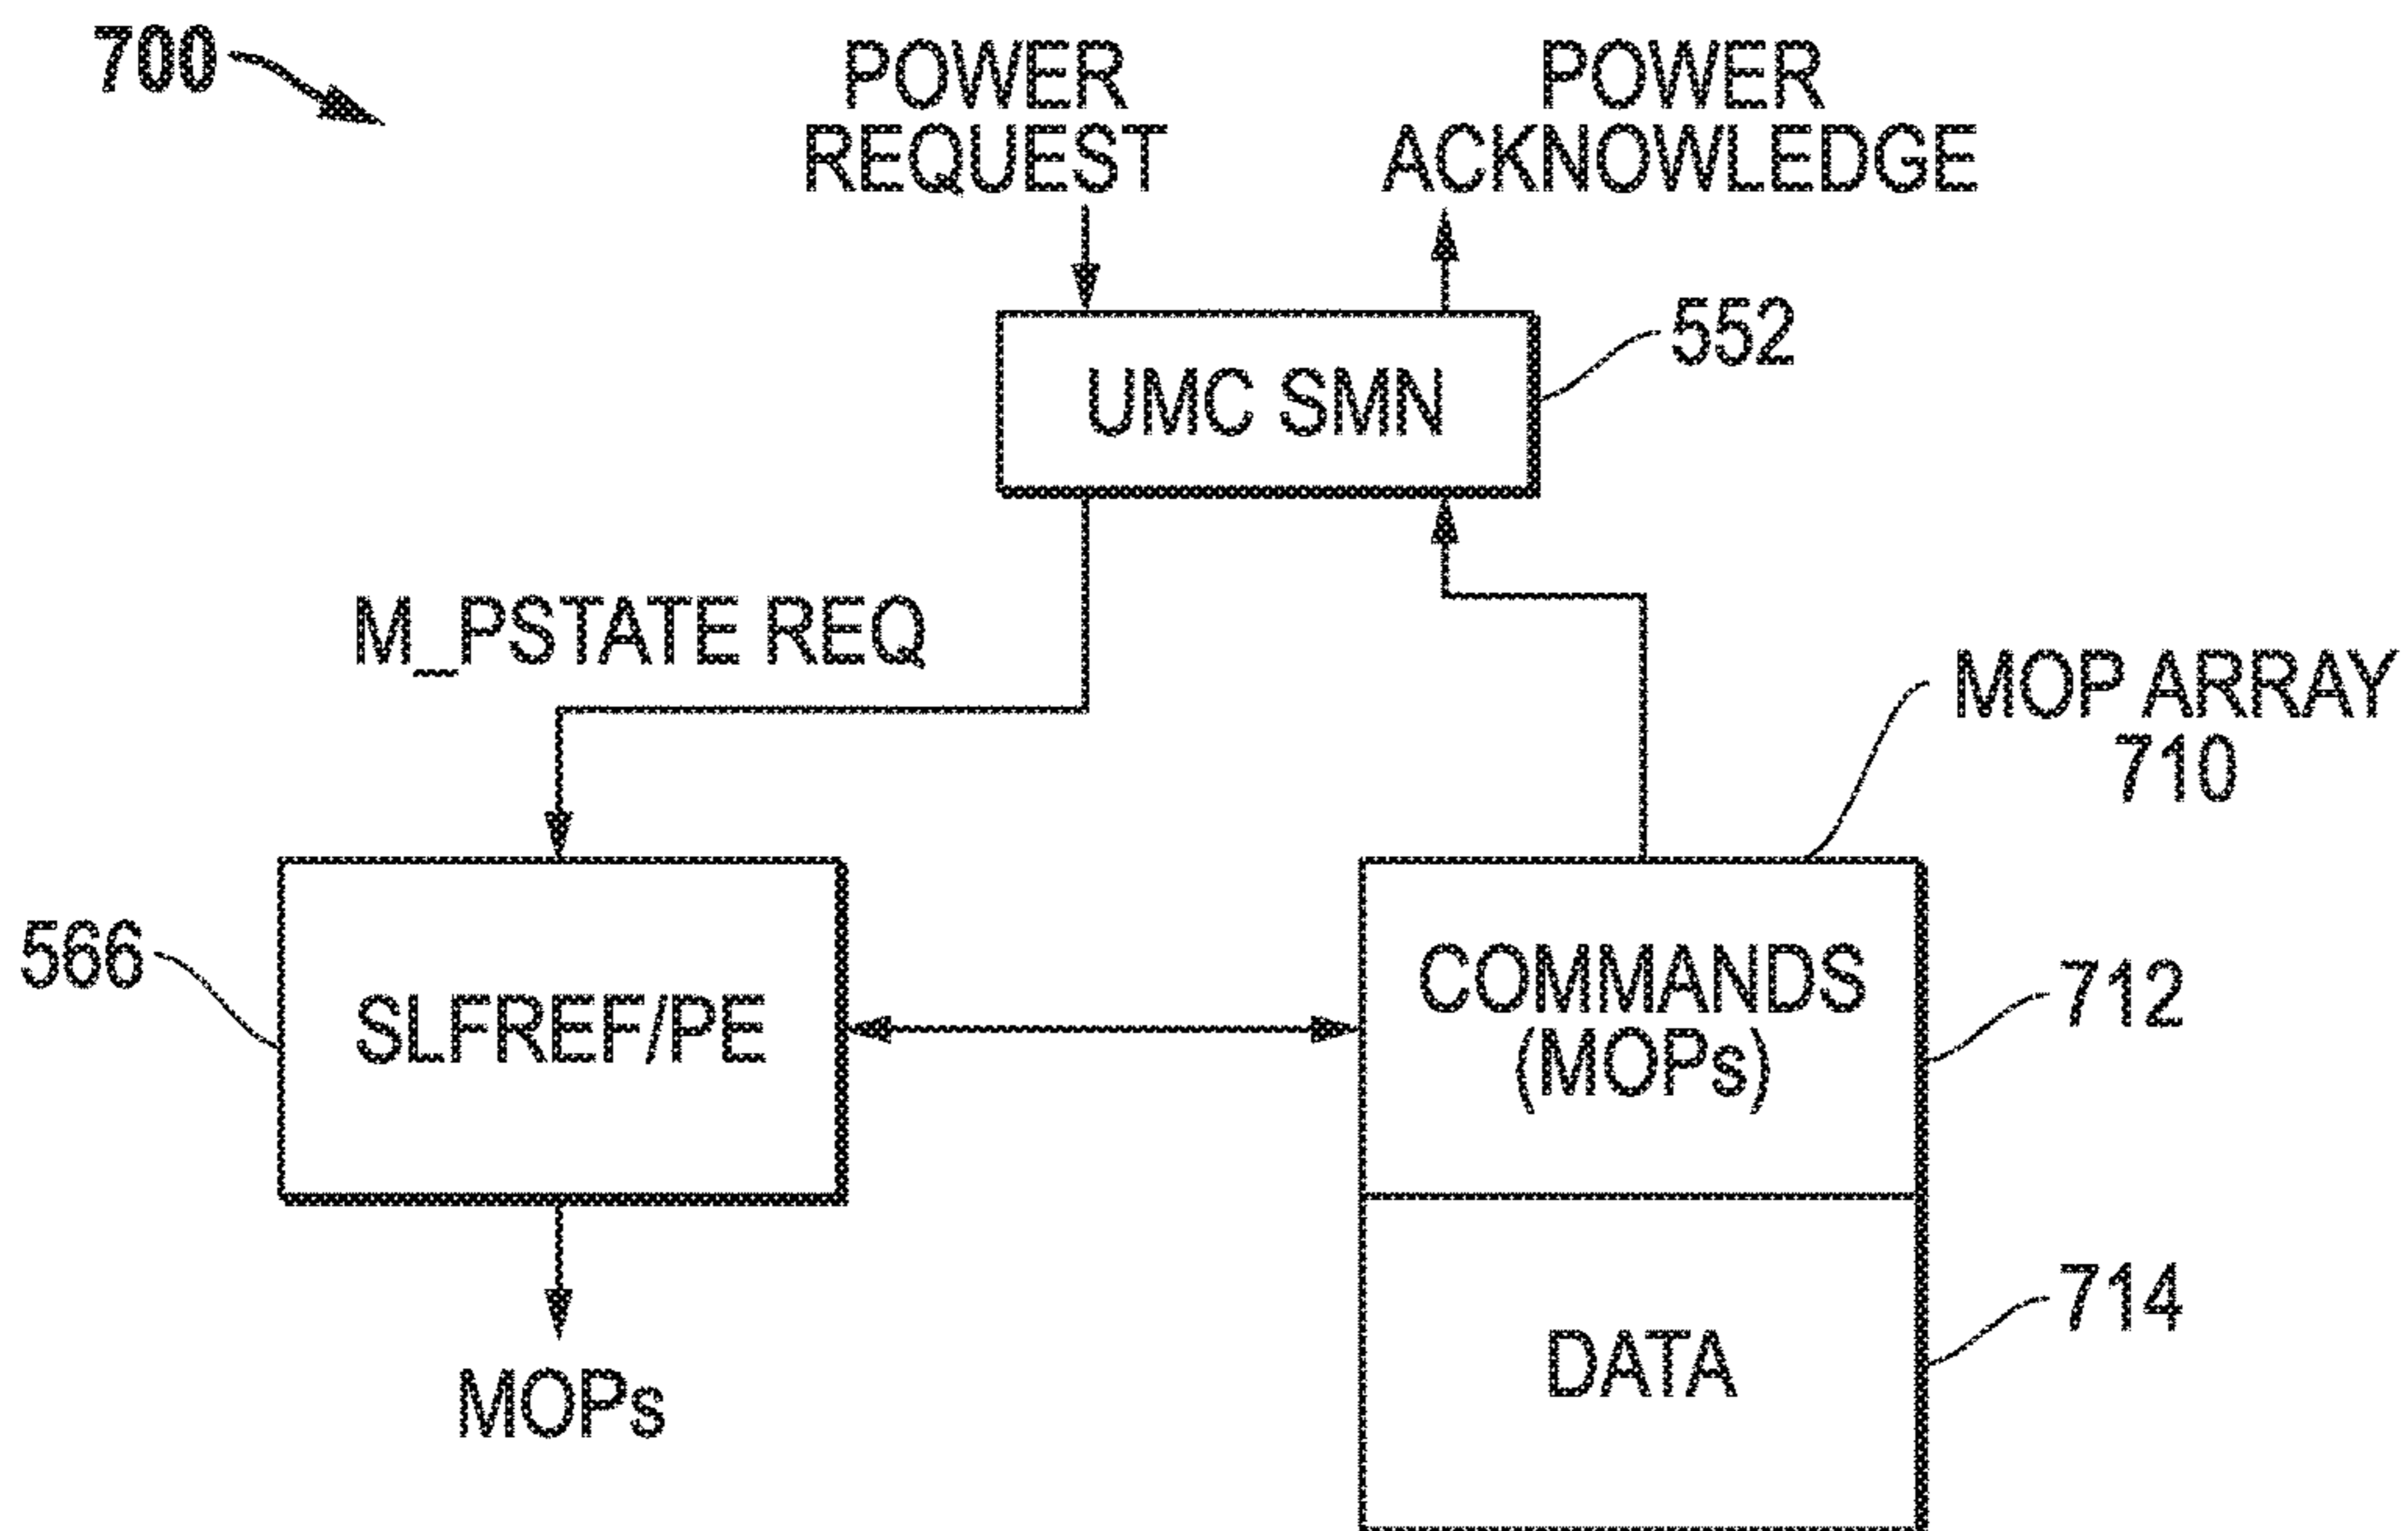 700
POWER
REQUEST
POWER
ACKNOWLEDGE
UMC SMN
552
M_PSTATE REQ
MOP ARRAY
710
566
SLFREF/PE
COMMANDS
(MOPs)
712
DATA
714
MOPs